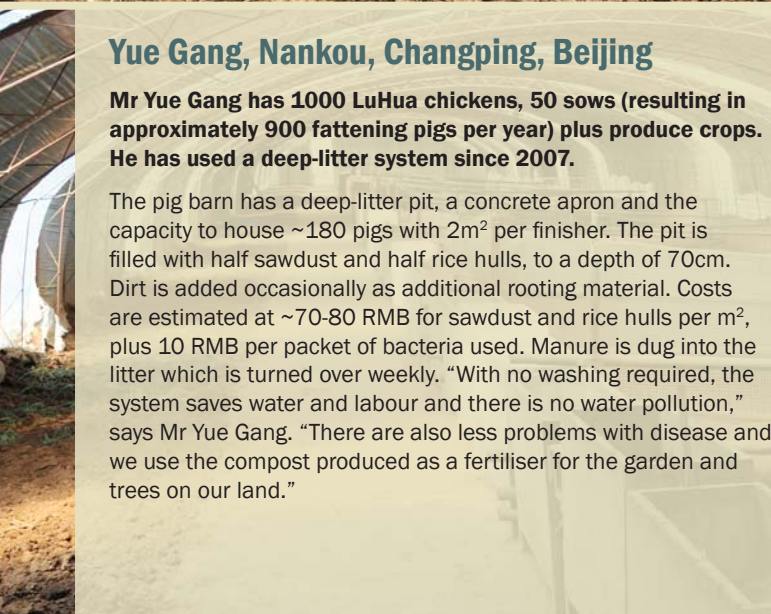 Yue Gang, Nankou, Changping, Beijing
Mr Yue Gang has 1000 LuHua chickens, 50 sows (resulting in
approximately 900 fattening pigs per year) plus produce crops.
He has used a deep-litter system since 2007.
The pig barn has a deep-litter pit, a concrete apron and the
capacity to house ~180 pigs with 2m² per finisher. The pit is
filled with half sawdust and half rice hulls, to a depth of 70cm.
Dirt is added occasionally as additional rooting material. Costs
are estimated at ~70-80 RMB for sawdust and rice hulls per m²,
plus 10 RMB per packet of bacteria used. Manure is dug into the
litter which is turned over weekly. “With no washing required, the
system saves water and labour and there is no water pollution,”
says Mr Yue Gang. “There are also less problems with disease and
we use the compost produced as a fertiliser for the garden and
trees on our land.”